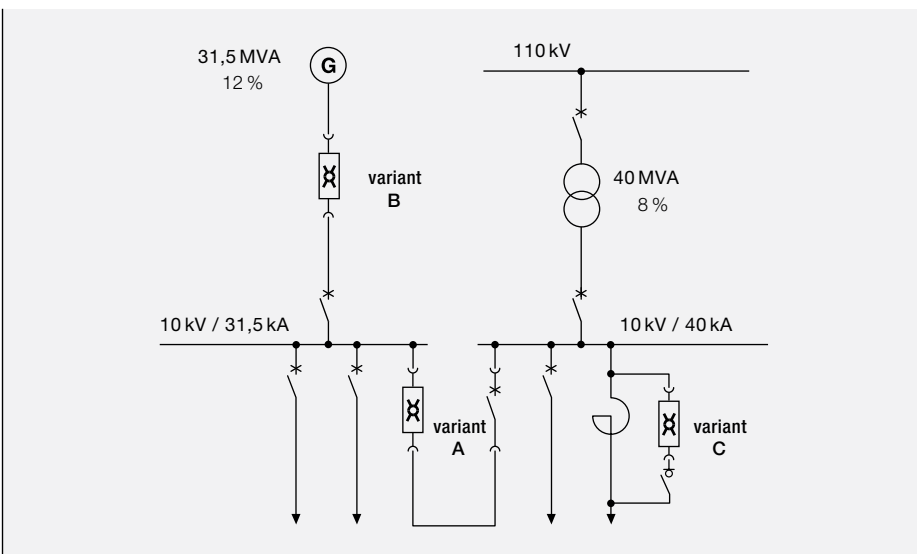 31,5 MVA
12 %
G
110 kV
variant
B
40 MVA
8 %
10 kV / 31,5 kA
10 kV / 40 kA
variant
A
variant
C